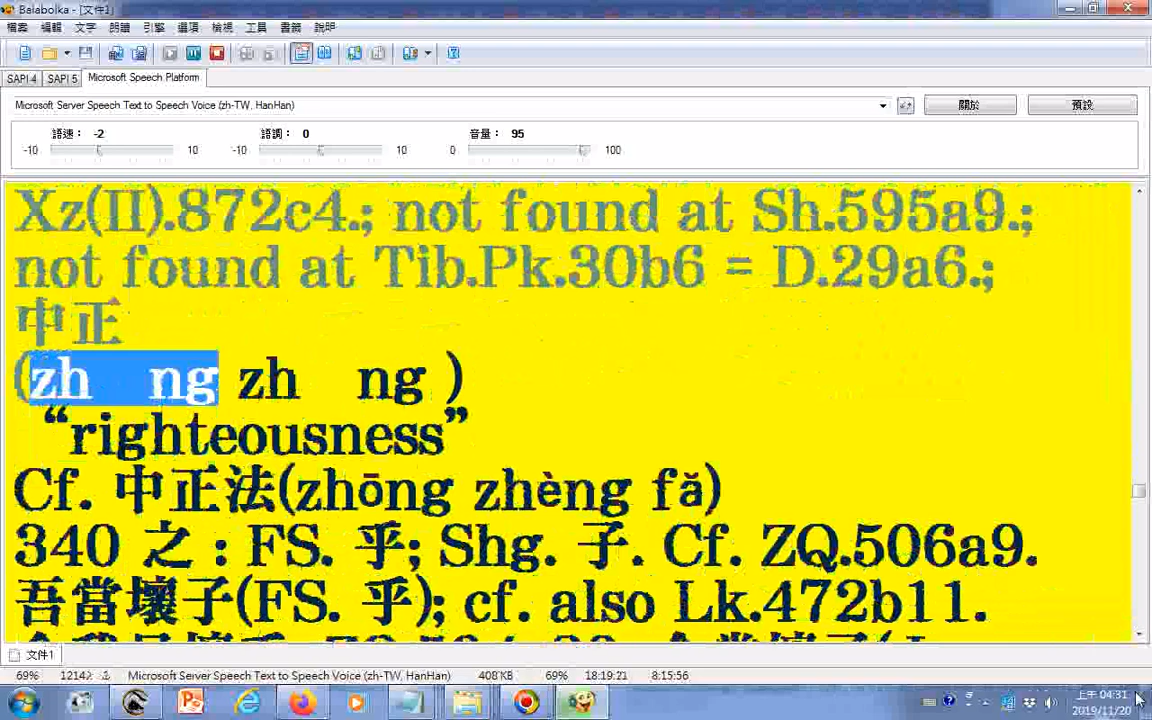 Balabolka - [文件1]
檔案 編輯 文字 朗讀 引擎 選項 檢視 工具 書籤 說明
SAPI 4 SAPI 5 Microsoft Speech Platform
Microsoft Server Speech Text to Speech Voice (zh-TW, HanHan) 關於 預設
語速： -2 語調： 0 音量： 95
-10 10 -10 10 0 100
Xz(II).872c4.; not found at Sh.595a9.;
not found at Tib.Pk.30b6 = D.29a6.;
中正
(zh ng zh ng )
“righteousness”
Cf. 中正法(zhōng zhèng fǎ)
340 之 : FS. 乎; Shg. 子. Cf. ZQ.506a9.
吾當壞子(FS. 乎); cf. also Lk.472b11.
文件1
69% Microsoft Server Speech Text to Speech Voice (zh-TW, HanHan) 408 KB 69% 18:19:21 8:15:56
上午 04:31
2019/11/20